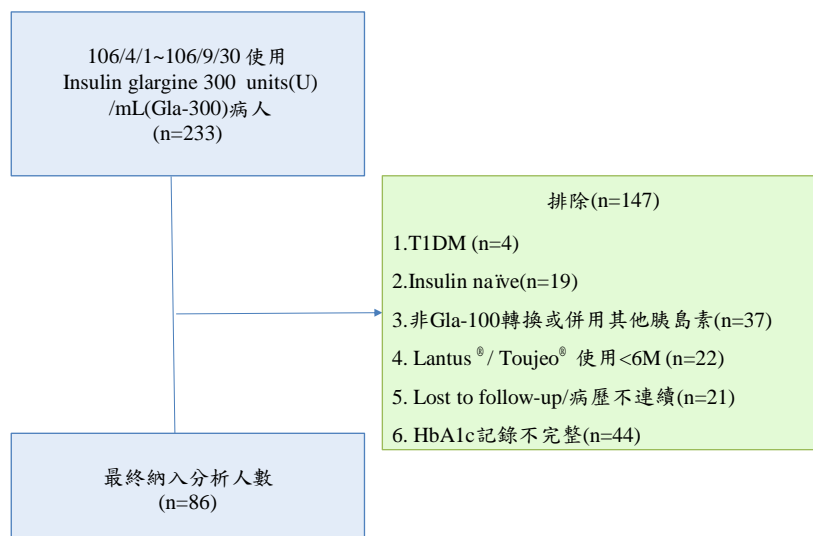 106/4/1~106/9/30 使用
Insulin glargine 300 units(U)
/mL(Gla-300)病人
(n=233)
排除(n=147)
1.T1DM (n=4)
2.Insulin naïve(n=19)
3.非Gla-100轉換或併用其他胰島素(n=37)
4. Lantus ® / Toujeo® 使用<6M (n=22)
5. Lost to follow-up/病歷不連續(n=21)
6. HbA1c記錄不完整(n=44)
最終納入分析人數
(n=86)